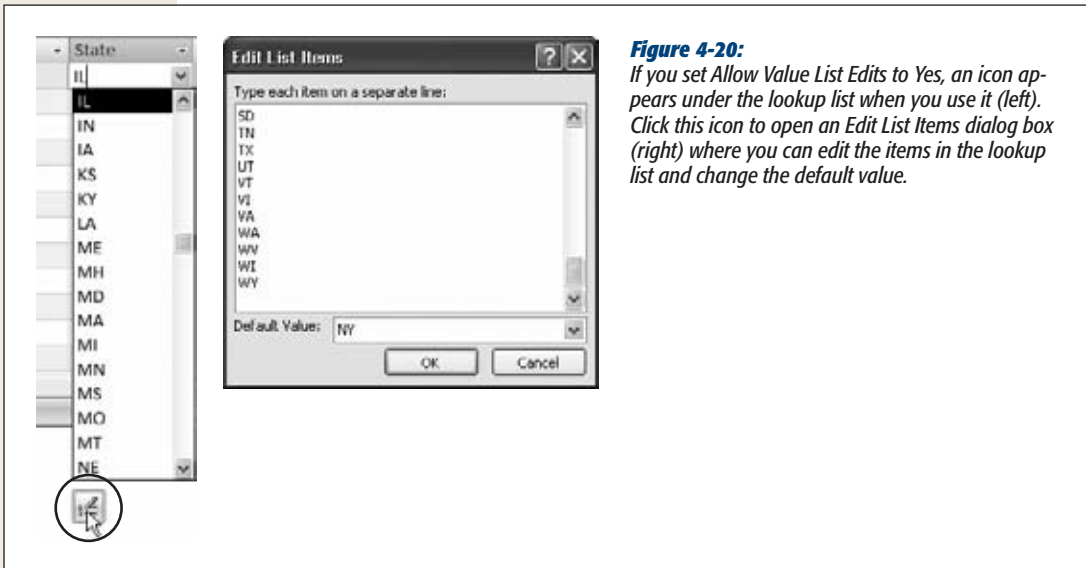 State
IL
IL
IN
IA
KS
KY
LA
ME
MH
MD
MA
MI
MN
MS
MO
MT
NE
Edit List Items
Type each item on a separate line:
SD
TN
TX
UT
VT
VI
VA
WA
WV
WI
WY
Default Value: NY
OK Cancel
Figure 4-20:
If you set Allow Value List Edits to Yes, an icon ap-
pears under the lookup list when you use it (left).
Click this icon to open an Edit List Items dialog box
(right) where you can edit the items in the lookup
list and change the default value.